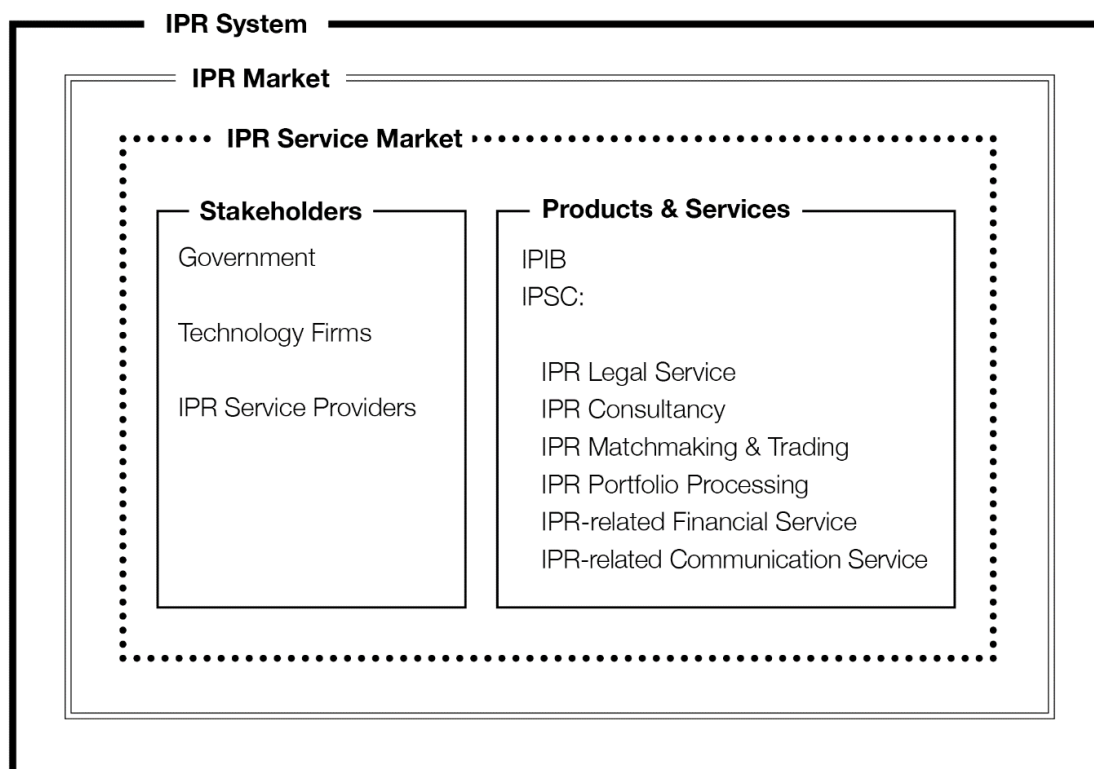 IPR System
IPR Market
IPR Service Market
Stakeholders
Government
Technology Firms
IPR Service Providers
Products & Services
IPIB
IPSC:
IPR Legal Service
IPR Consultancy
IPR Matchmaking & Trading
IPR Portfolio Processing
IPR-related Financial Service
IPR-related Communication Service